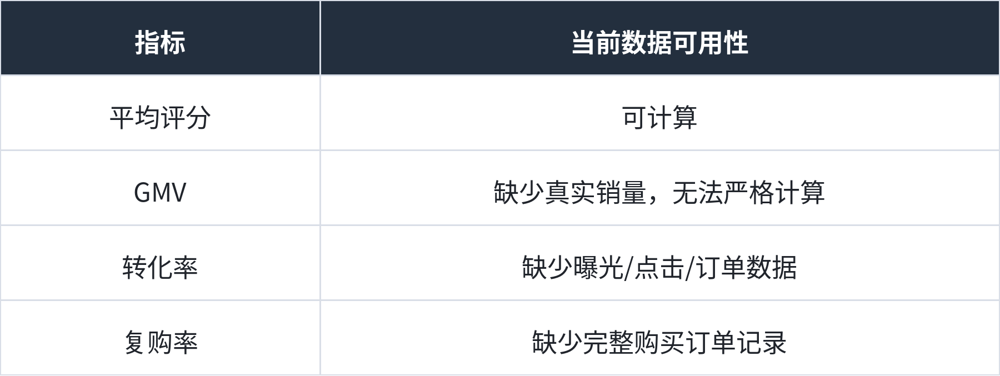 指标 当前数据可用性
平均评分 可计算
GMV 缺少真实销量，无法严格计算
转化率 缺少曝光/点击/订单数据
复购率 缺少完整购买订单记录